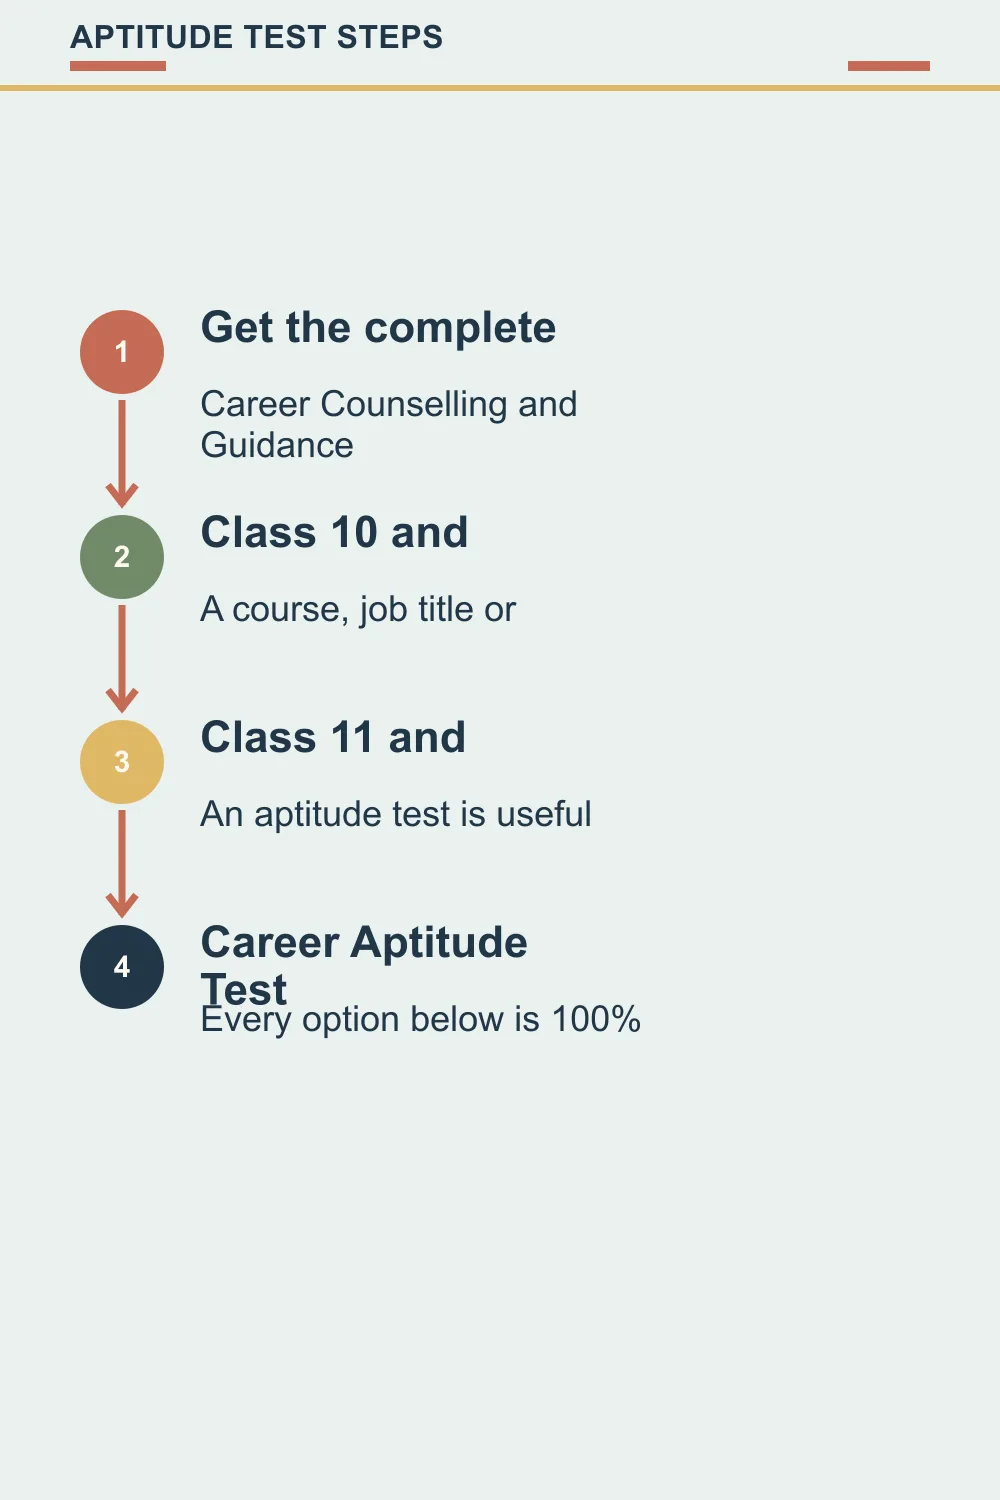 APTITUDE TEST STEPS
1
Get the complete
Career Counselling and
Guidance
2
Class 10 and
A course, job title or
3
Class 11 and
An aptitude test is useful
4
Career Aptitude
Test
Every option below is 100%